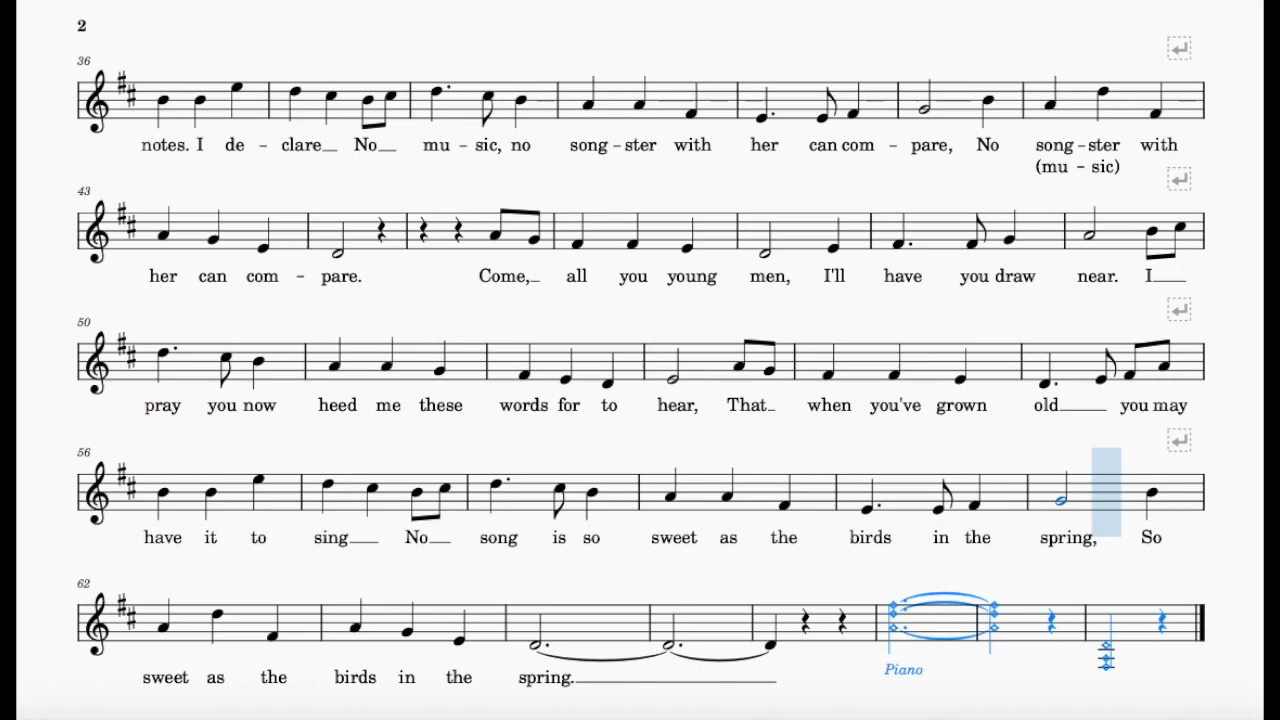 2
36
notes. I de - clare No mu - sic, no song - ster with her can com - pare, No song - ster with
(mu - sic)
43
her can com - pare. Come, all you young men, I'll have you draw near. I
50
pray you now heed me these words for to hear, That when you've grown old you may
56
have it to sing No song is so sweet as the birds in the spring, So
62
Piano
sweet as the birds in the spring.